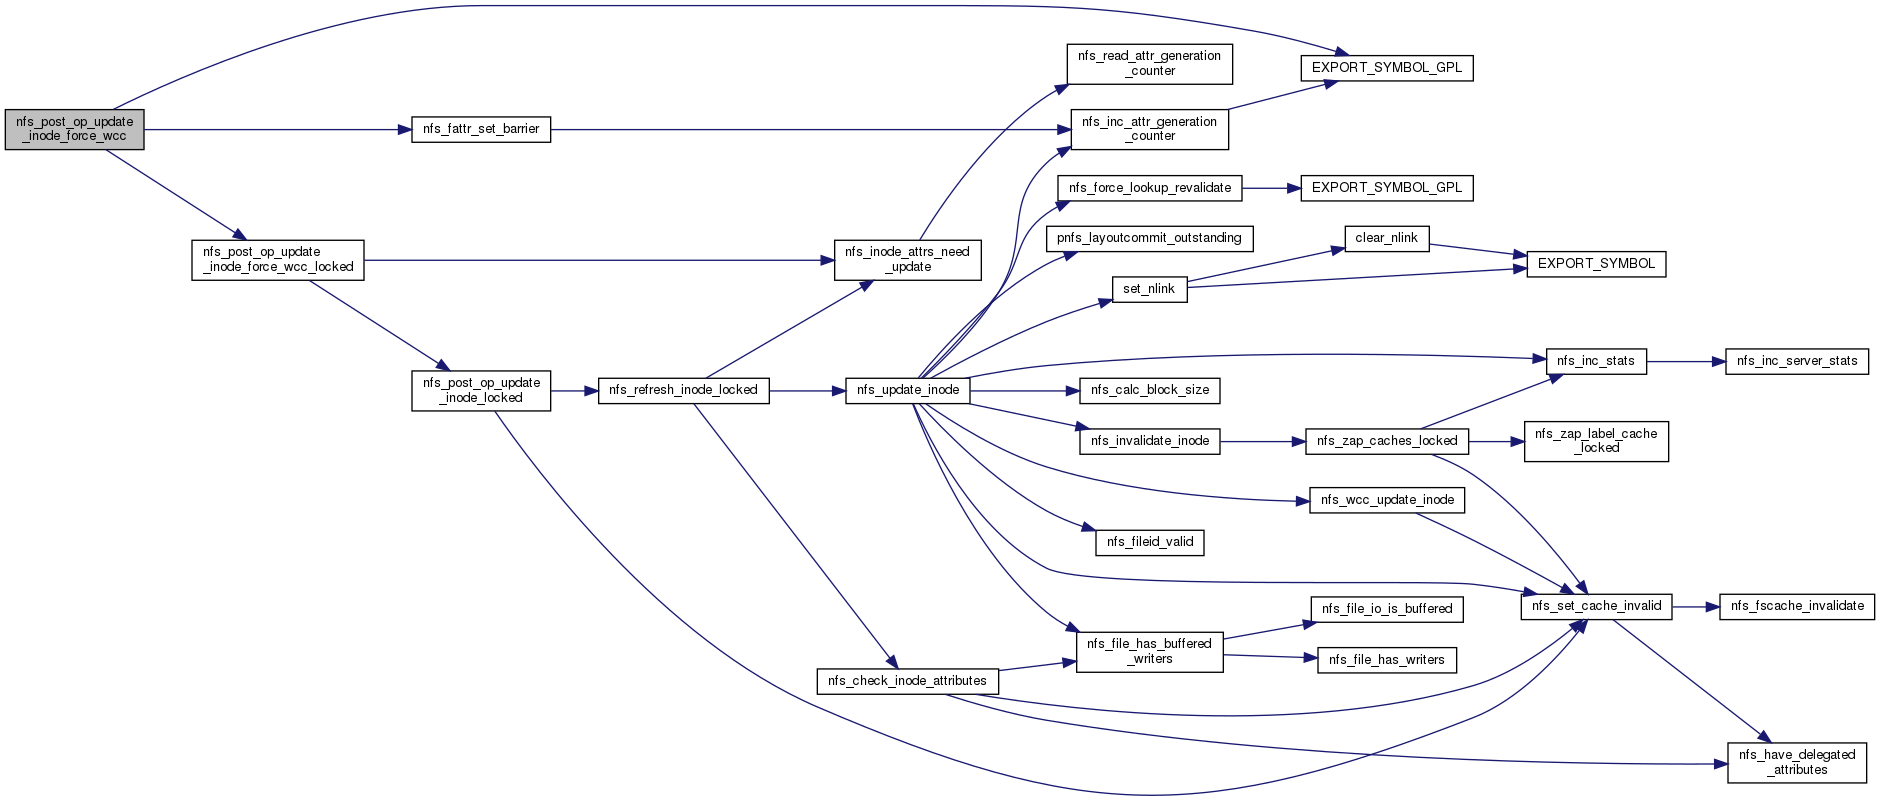 nfs_post_op_update
_inode_force_wcc
nfs_fattr_set_barrier
nfs_post_op_update
_inode_force_wcc_locked
nfs_post_op_update
_inode_locked
nfs_refresh_inode_locked
nfs_inode_attrs_need
_update
nfs_update_inode
nfs_check_inode_attributes
nfs_read_attr_generation
_counter
nfs_inc_attr_generation
_counter
nfs_force_lookup_revalidate
pnfs_layoutcommit_outstanding
set_nlink
nfs_calc_block_size
nfs_invalidate_inode
nfs_fileid_valid
nfs_file_has_buffered
_writers
EXPORT_SYMBOL_GPL
EXPORT_SYMBOL_GPL
clear_nlink
nfs_zap_caches_locked
nfs_wcc_update_inode
nfs_file_io_is_buffered
nfs_file_has_writers
EXPORT_SYMBOL
nfs_inc_stats
nfs_zap_label_cache
_locked
nfs_set_cache_invalid
nfs_inc_server_stats
nfs_fscache_invalidate
nfs_have_delegated
_attributes